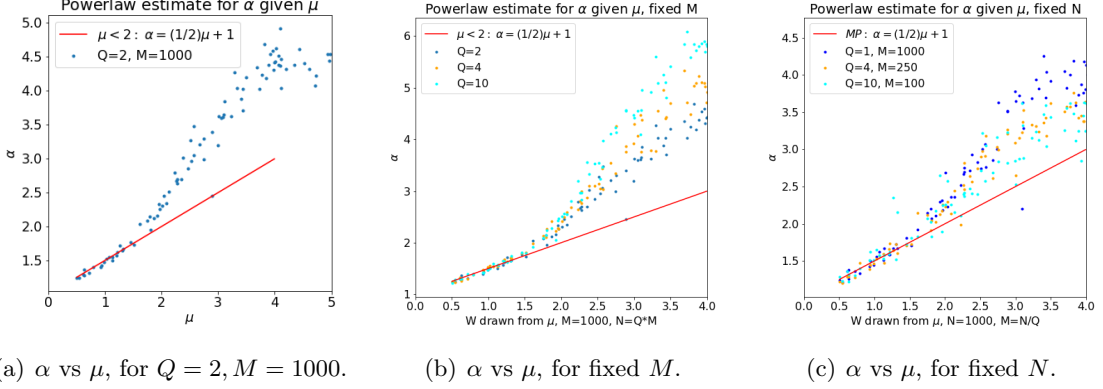 Powerlaw estimate for α given μ
μ < 2 : α = (1/2)μ + 1
Q=2, M=1000
5.0
4.5
4.0
3.5
3.0
2.5
2.0
1.5
α
0 1 2 3 4 5
μ
(a) α vs μ, for Q = 2, M = 1000.
Powerlaw estimate for α given μ, fixed M
μ < 2 : α = (1/2)μ + 1
Q=2
Q=4
Q=10
6
5
4
3
2
1
α
0.0 0.5 1.0 1.5 2.0 2.5 3.0 3.5 4.0
W drawn from μ, M=1000, N=Q*M
(b) α vs μ, for fixed M.
Powerlaw estimate for α given μ, fixed N
MP : α = (1/2)μ + 1
Q=1, M=1000
Q=4, M=250
Q=10, M=100
4.5
4.0
3.5
3.0
2.5
2.0
1.5
α
0.0 0.5 1.0 1.5 2.0 2.5 3.0 3.5 4.0
W drawn from μ, N=1000, M=N/Q
(c) α vs μ, for fixed N.